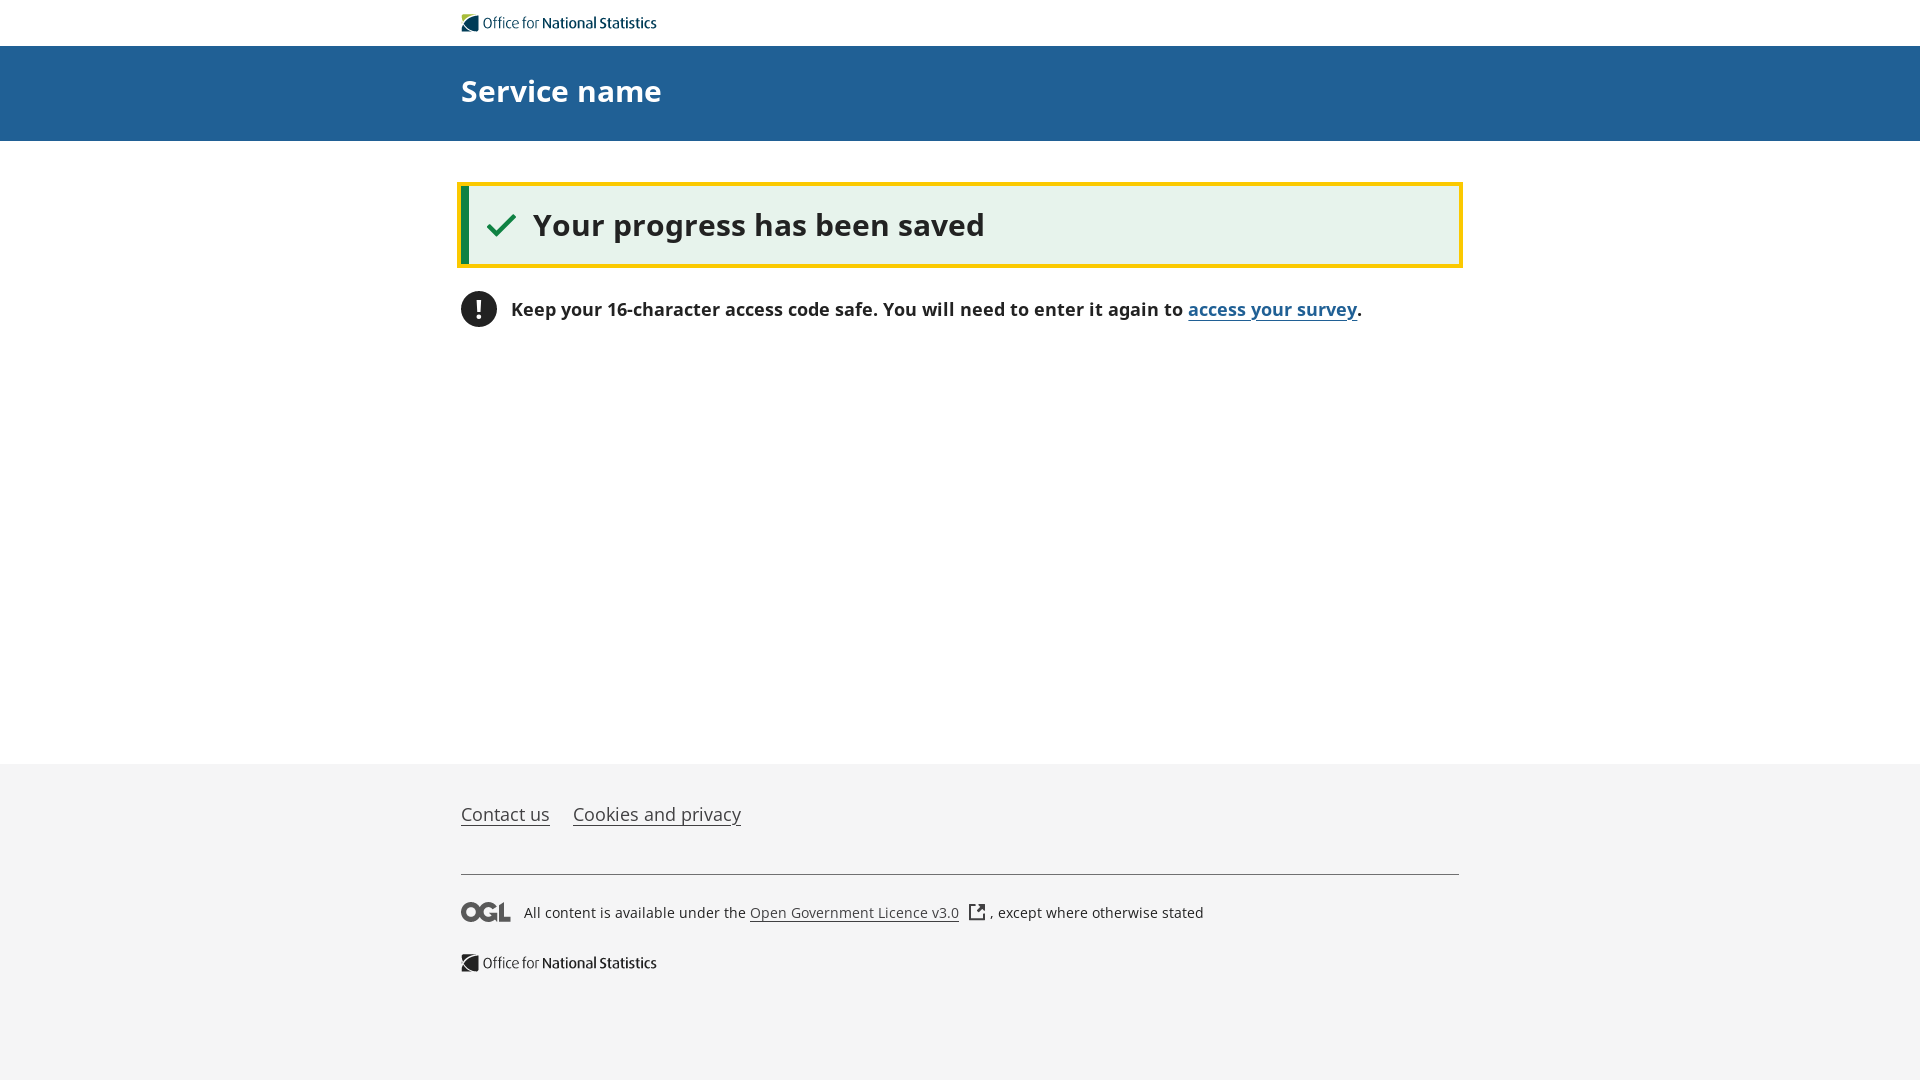 Office for National Statistics
Service name
Your progress has been saved
! Keep your 16-character access code safe. You will need to enter it again to access your survey.
Contact us Cookies and privacy
OGL All content is available under the Open Government Licence v3.0 , except where otherwise stated
Office for National Statistics